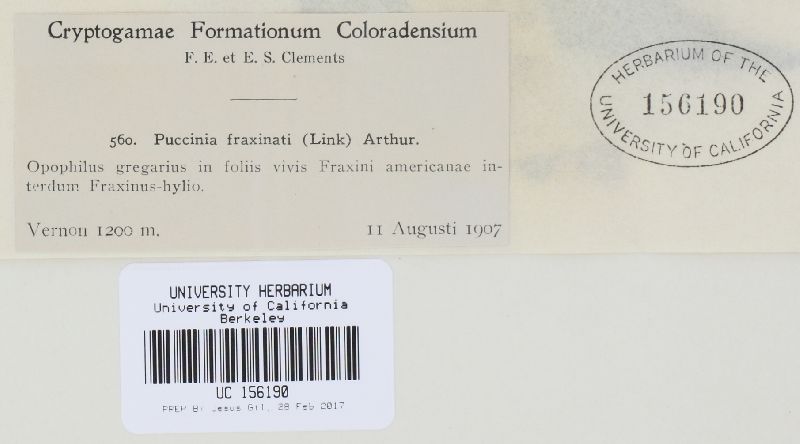 Cryptogamae Formationum Coloradensium
F. E. et E. S. Clements
560. Puccinia fraxinati (Link) Arthur.
Opophilus gregarius in foliis vivis Fraxini americanae in-
terdum Fraxinus-hylio.
Vernon 1200 m. 11 Augusti 1907
HERBARIUM OF THE
156190
UNIVERSITY OF CALIFORNIA
UNIVERSITY HERBARIUM
University of California
Berkeley
UC 156190
PREP BY Jesus Gil, 28 Feb 2017